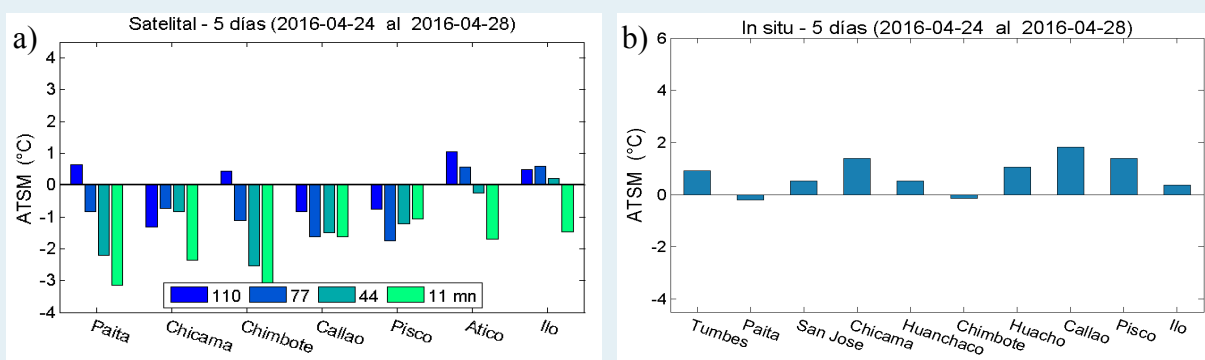 a)
Satelital - 5 días (2016-04-24 al 2016-04-28)
ATSM (°C)
4
3
2
1
0
-1
-2
-3
-4
110 77 44 11 mn
Paita Chicama Chimbote Callao Pisco Atico Ilo
b)
In situ - 5 días (2016-04-24 al 2016-04-28)
ATSM (°C)
6
4
2
0
-2
-4
Tumbes Paita San Jose Chicama Huanchaco Chimbote Huacho Callao Pisco Ilo